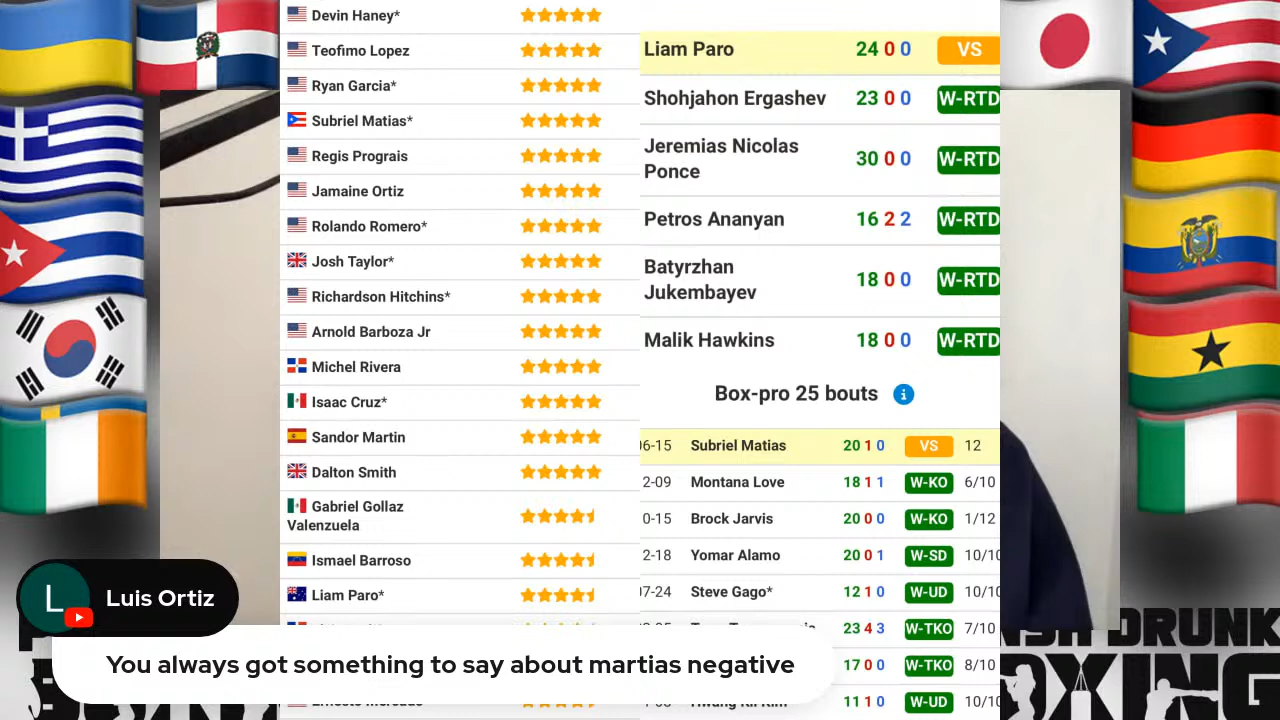 Devin Haney*
Teofimo Lopez
Ryan Garcia*
Subriel Matias*
Regis Prograis
Jamaine Ortiz
Rolando Romero*
Josh Taylor*
Richardson Hitchins*
Arnold Barboza Jr
Michel Rivera
Isaac Cruz*
Sandor Martin
Dalton Smith
Gabriel Gollaz
Valenzuela
Ismael Barroso
Liam Paro*
Liam Paro 24 0 0 VS
Shohjahon Ergashev 23 0 0 W-RTD
Jeremias Nicolas
Ponce 30 0 0 W-RTD
Petros Ananyan 16 2 2 W-RTD
Batyrzhan
Jukembayev 18 0 0 W-RTD
Malik Hawkins 18 0 0 W-RTD
Box-pro 25 bouts
06-15 Subriel Matias 20 1 0 VS 12
2-09 Montana Love 18 1 1 W-KO 6/10
0-15 Brock Jarvis 20 0 0 W-KO 1/12
2-18 Yomar Alamo 20 0 1 W-SD 10/10
07-24 Steve Gago* 12 1 0 W-UD 10/10
23 4 3 W-TKO 7/10
17 0 0 W-TKO 8/10
11 1 0 W-UD 10/10
L
Luis Ortiz
You always got something to say about martias negative
DRUNK